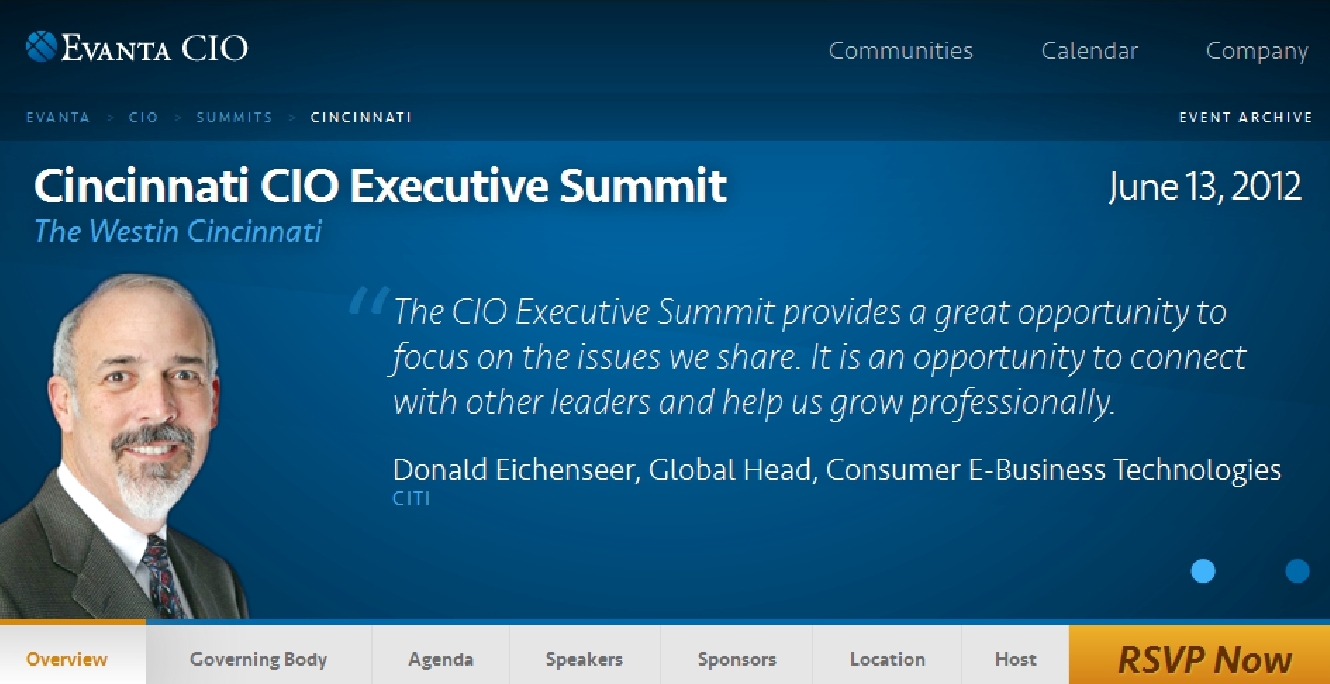 EVANTA CIO
Communities Calendar Company
EVANTA > CIO > SUMMITS > CINCINNATI
EVENT ARCHIVE
Cincinnati CIO Executive Summit
June 13, 2012
The Westin Cincinnati
“The CIO Executive Summit provides a great opportunity to
focus on the issues we share. It is an opportunity to connect
with other leaders and help us grow professionally.
Donald Eichenseer, Global Head, Consumer E-Business Technologies
CITI
Overview Governing Body Agenda Speakers Sponsors Location Host RSVP Now